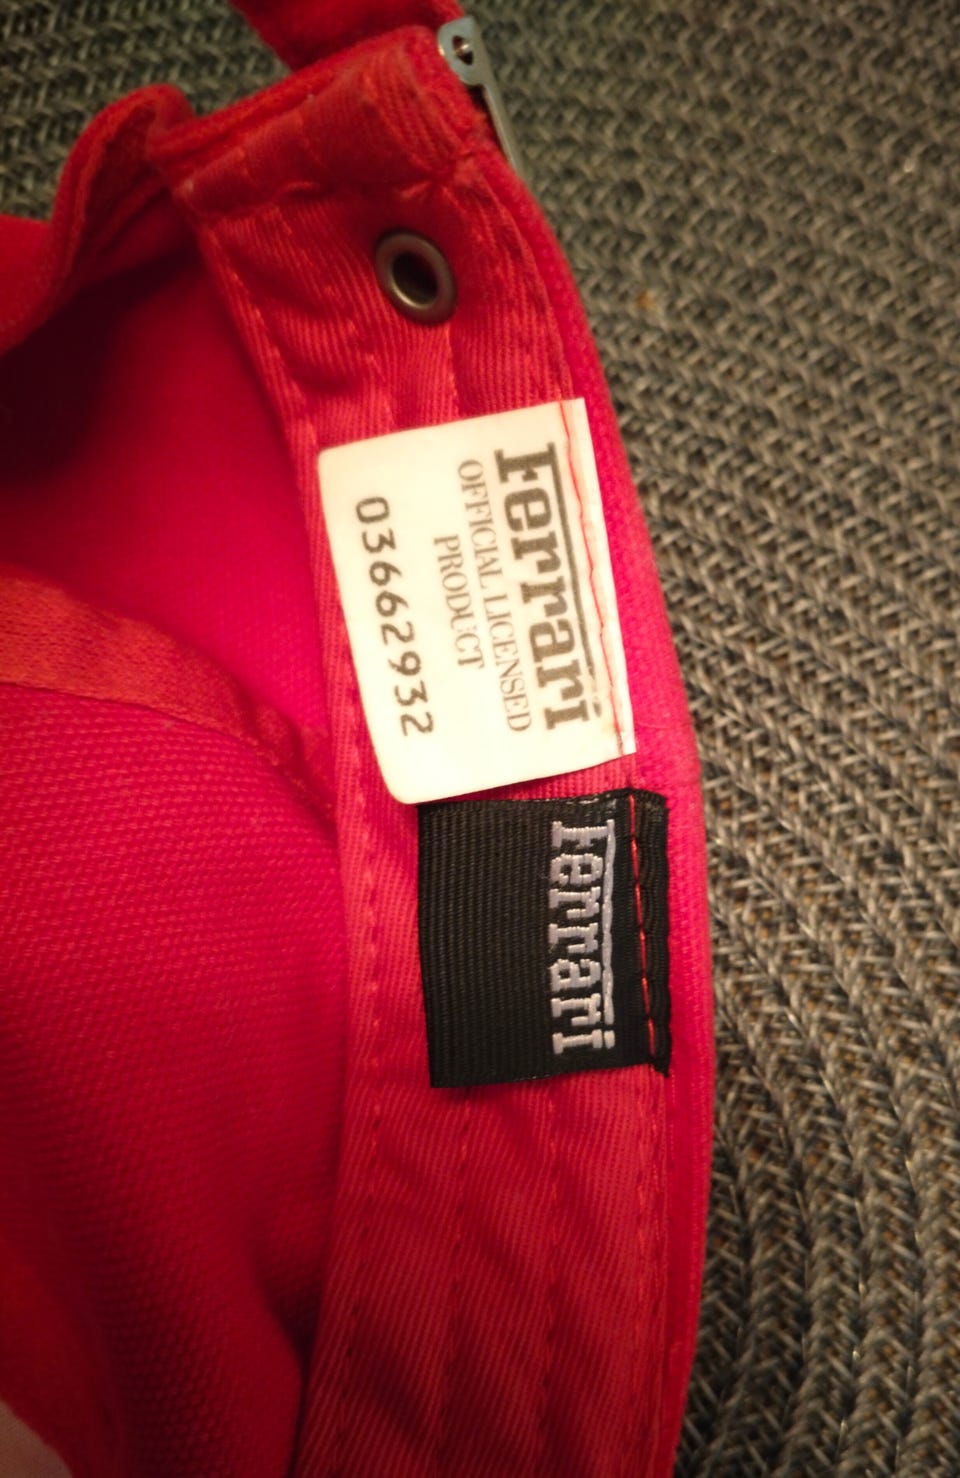 Ferrari
OFFICIAL LICENSED
PRODUCT
03662932
Ferrari